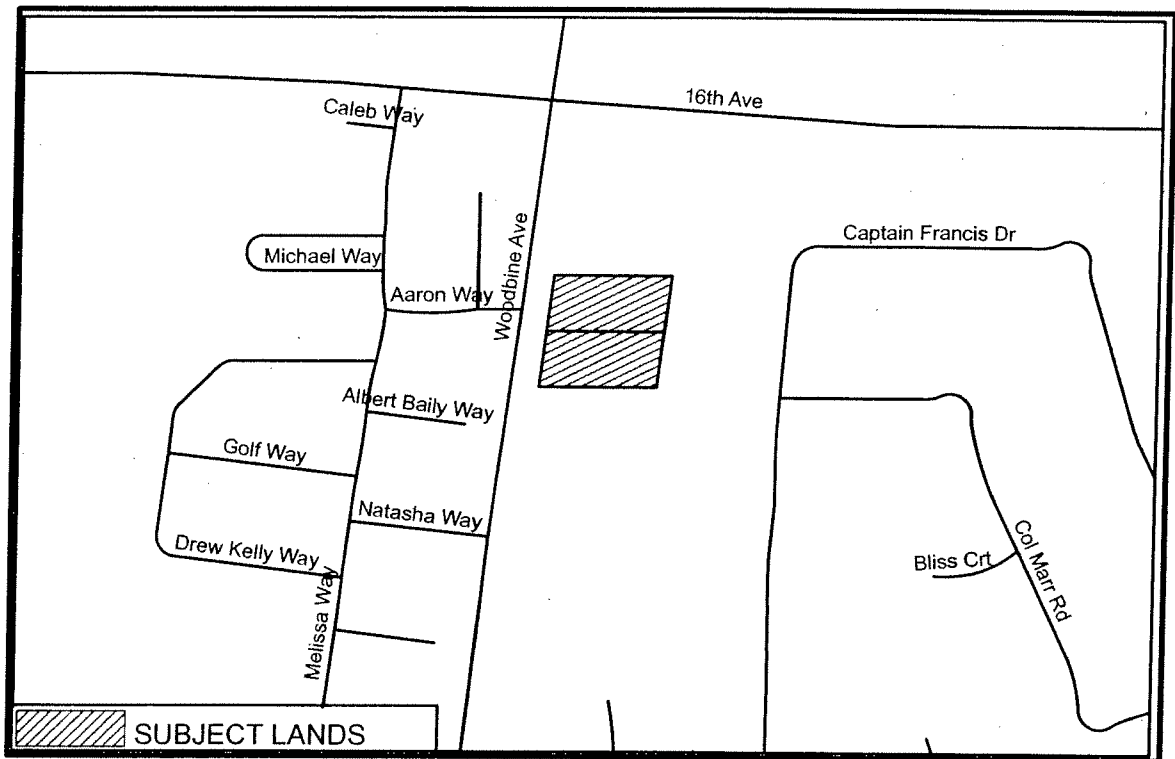 16th Ave
Caleb Way
Woodbine Ave
Captain Francis Dr
Michael Way
Aaron Way
Albert Baily Way
Golf Way
Natasha Way
Col Marr Rd
Drew Kelly Way
Bliss Crt
Melissa Way
SUBJECT LANDS